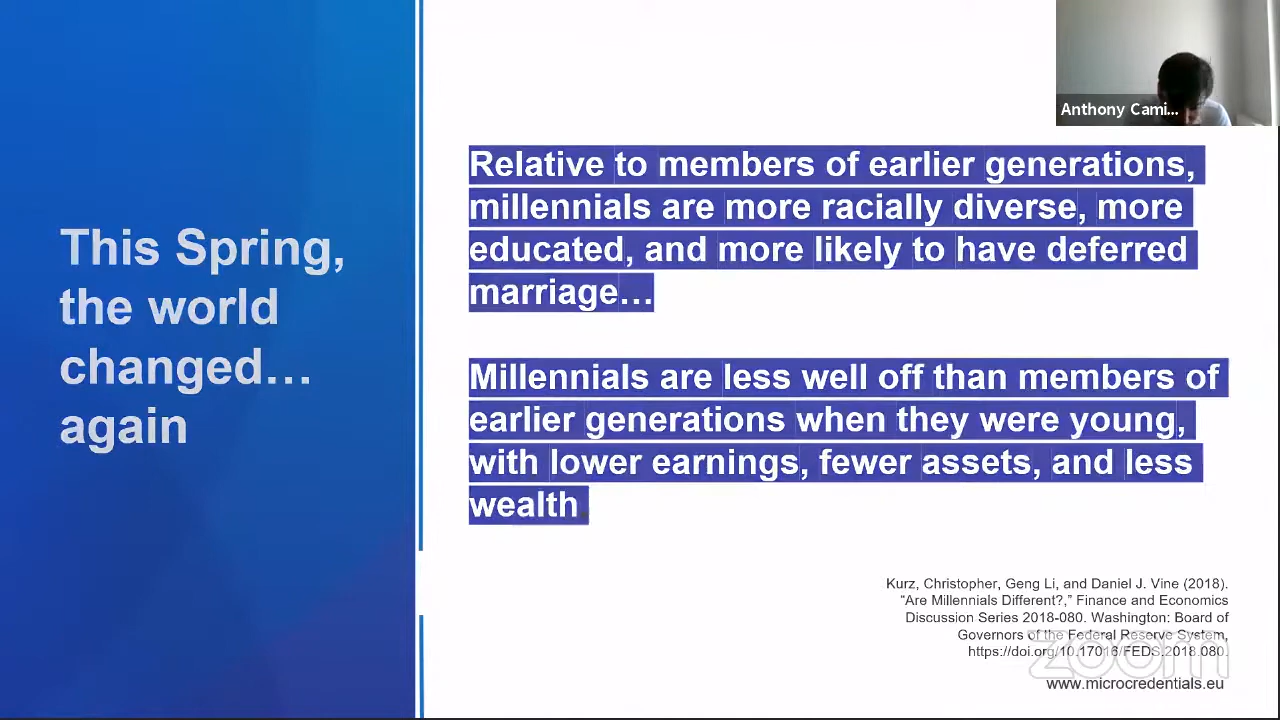 This Spring,
the world
changed...
again
Anthony Cami...
Relative to members of earlier generations,
millennials are more racially diverse, more
educated, and more likely to have deferred
marriage...
Millennials are less well off than members of
earlier generations when they were young,
with lower earnings, fewer assets, and less
wealth.
Kurz, Christopher, Geng Li, and Daniel J. Vine (2018).
“Are Millennials Different?,” Finance and Economics
Discussion Series 2018-080. Washington: Board of
Governors of the Federal Reserve System,
https://doi.org/10.17016/FEDS.2018.080.
zoom
www.microcredentials.eu